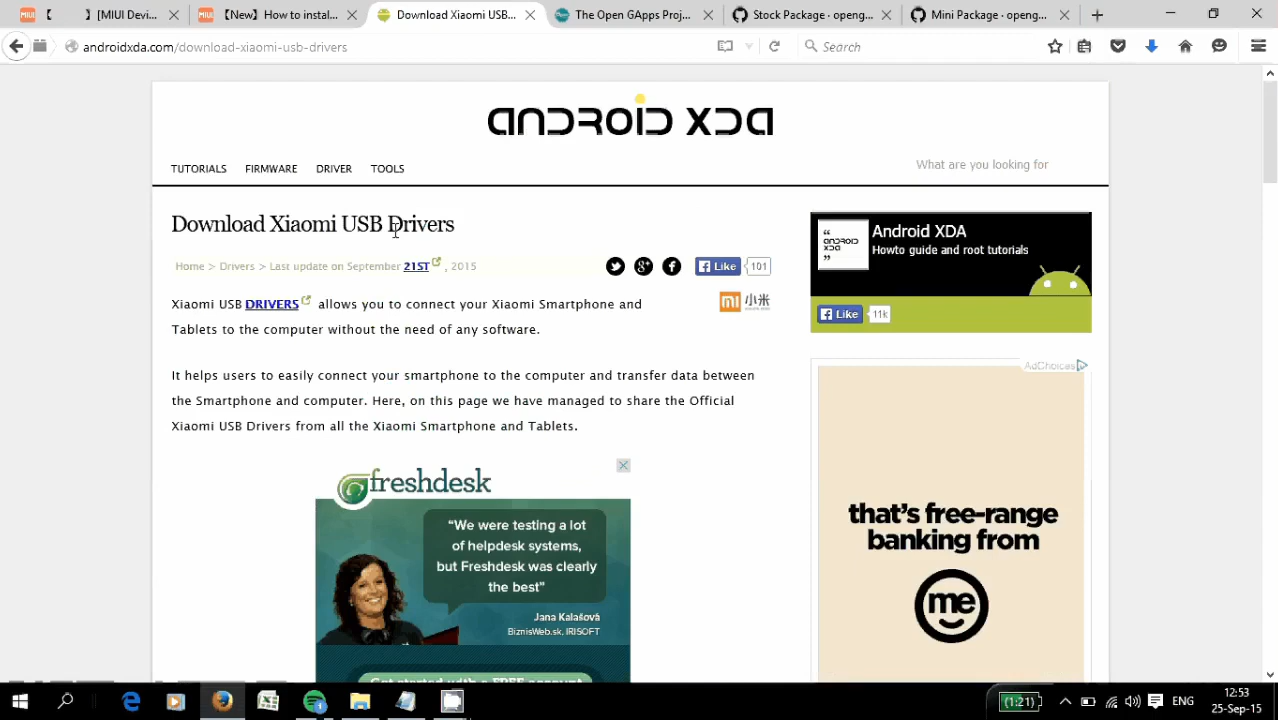 [MIUI Devi...
【New】How to instal...
Download Xiaomi USB...
The Open GApps Proj...
Stock Package · openg...
Mini Package · openg...
androidxda.com/download-xiaomi-usb-drivers
Search
ANDROID XDA
TUTORIALS FIRMWARE DRIVER TOOLS
What are you looking for
Download Xiaomi USB Drivers
Home > Drivers > Last update on September 21ST , 2015
Like 101
Xiaomi USB DRIVERS allows you to connect your Xiaomi Smartphone and
Tablets to the computer without the need of any software.
mi 小米
It helps users to easily connect your smartphone to the computer and transfer data between
the Smartphone and computer. Here, on this page we have managed to share the Official
Xiaomi USB Drivers from all the Xiaomi Smartphone and Tablets.
freshdesk
"We were testing a lot
of helpdesk systems,
but Freshdesk was clearly
the best"
Jana Kalašová
BiznisWeb.sk, IRISOFT
Get started with a FREE account
“ android xda ”
Android XDA
Howto guide and root tutorials
Like 11k
AdChoices
that's free-range
banking from
me
(1:21)
ENG
12:53
25-Sep-15